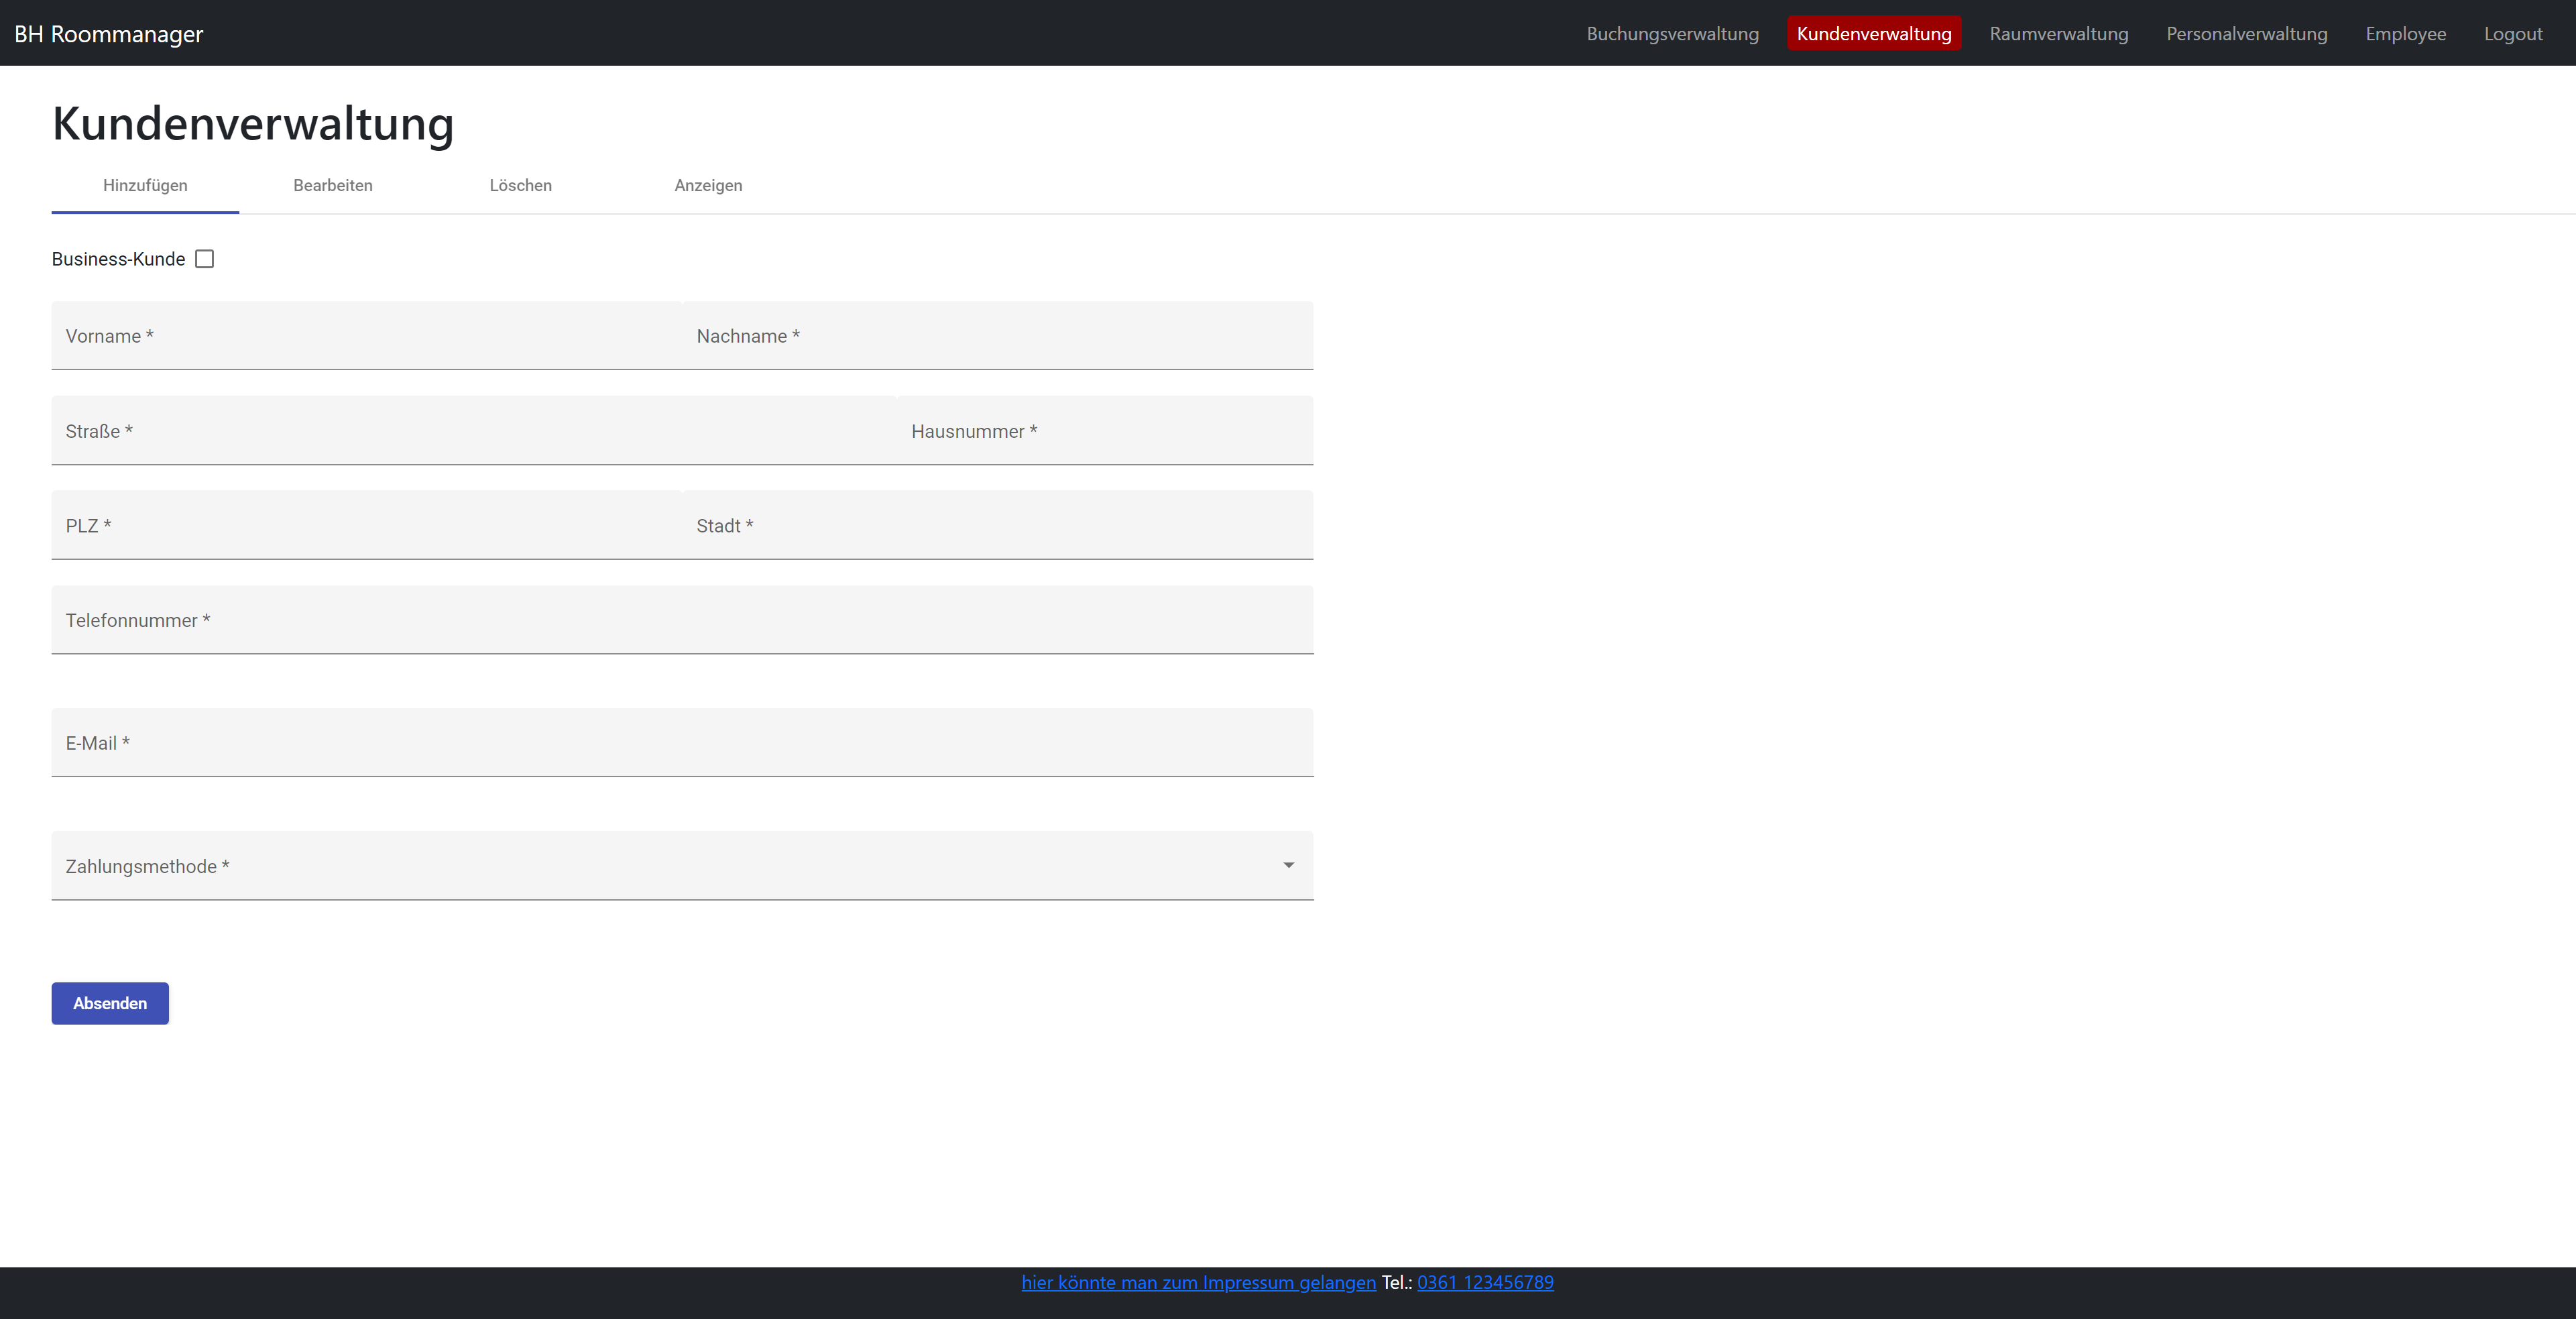 BH Roommanager Buchungsverwaltung Kundenverwaltung Raumverwaltung Personalverwaltung Employee Logout
Kundenverwaltung
Hinzufügen Bearbeiten Löschen Anzeigen
Business-Kunde
Vorname * Nachname *
Straße * Hausnummer *
PLZ * Stadt *
Telefonnummer *
E-Mail *
Zahlungsmethode *
Absenden
hier könnte man zum Impressum gelangen Tel.: 0361 123456789